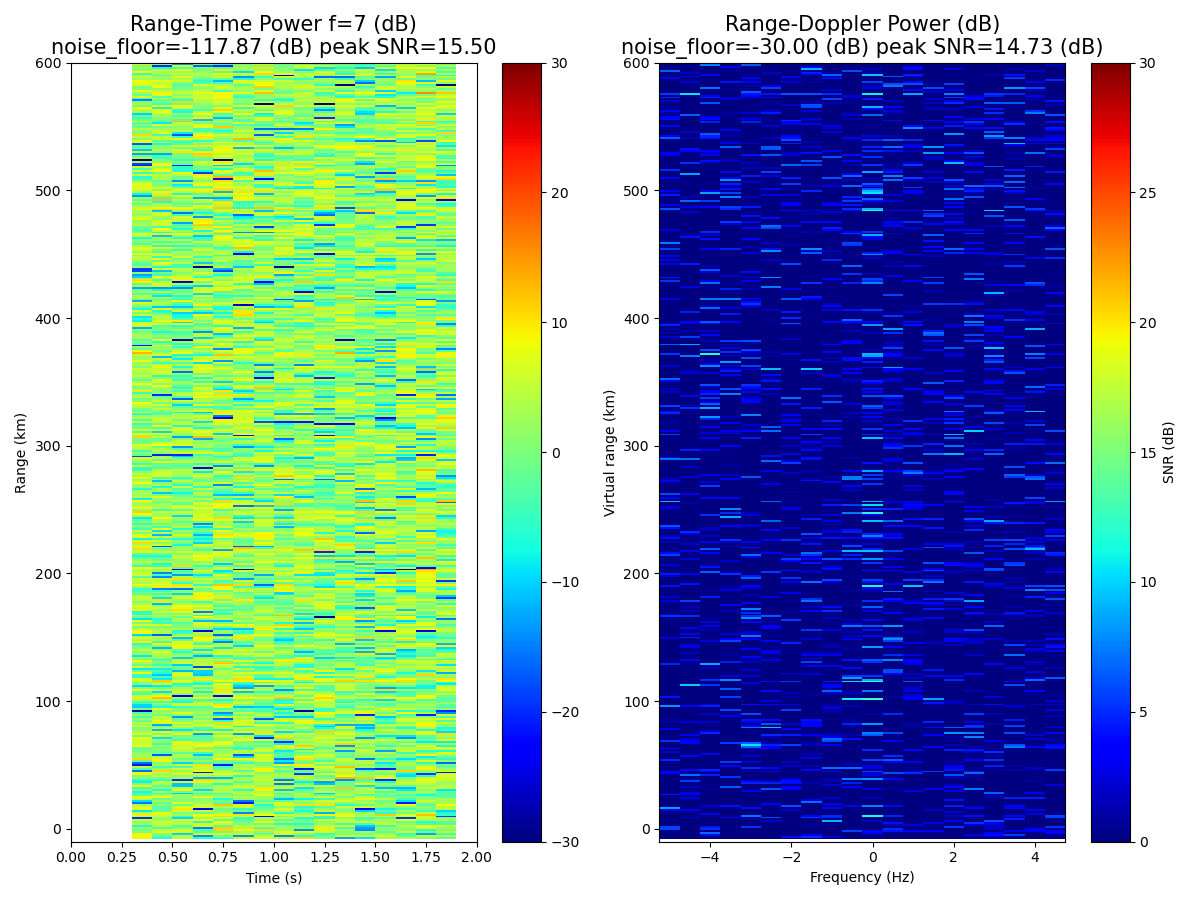 Range-Time Power f=7 (dB)
noise_floor=-117.87 (dB) peak SNR=15.50
Range-Doppler Power (dB)
noise_floor=-30.00 (dB) peak SNR=14.73 (dB)
600
500
400
300
200
100
0
Range (km)
0.00 0.25 0.50 0.75 1.00 1.25 1.50 1.75 2.00
Time (s)
30
20
10
0
−10
−20
−30
600
500
400
300
200
100
0
Virtual range (km)
−4 −2 0 2 4
Frequency (Hz)
30
25
20
15
10
5
0
SNR (dB)